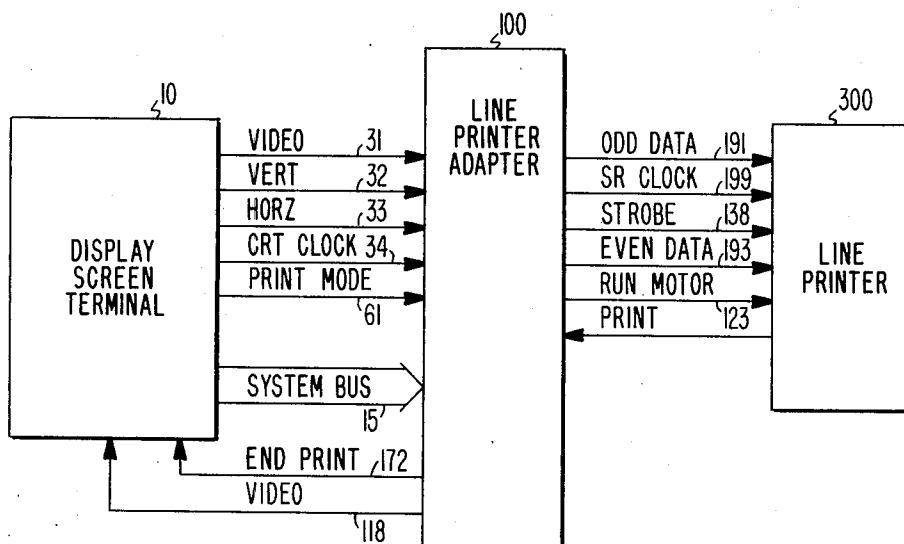 100
10
300
LINE
PRINTER
ADAPTER
VIDEO 31
VERT 32
HORZ 33
CRT CLOCK 34
PRINT MODE
61
SYSTEM BUS
15
END PRINT 172
VIDEO
118
DISPLAY
SCREEN
TERMINAL
ODD DATA 191
SR CLOCK 199
STROBE 138
EVEN DATA 193
RUN MOTOR
123
PRINT
LINE
PRINTER